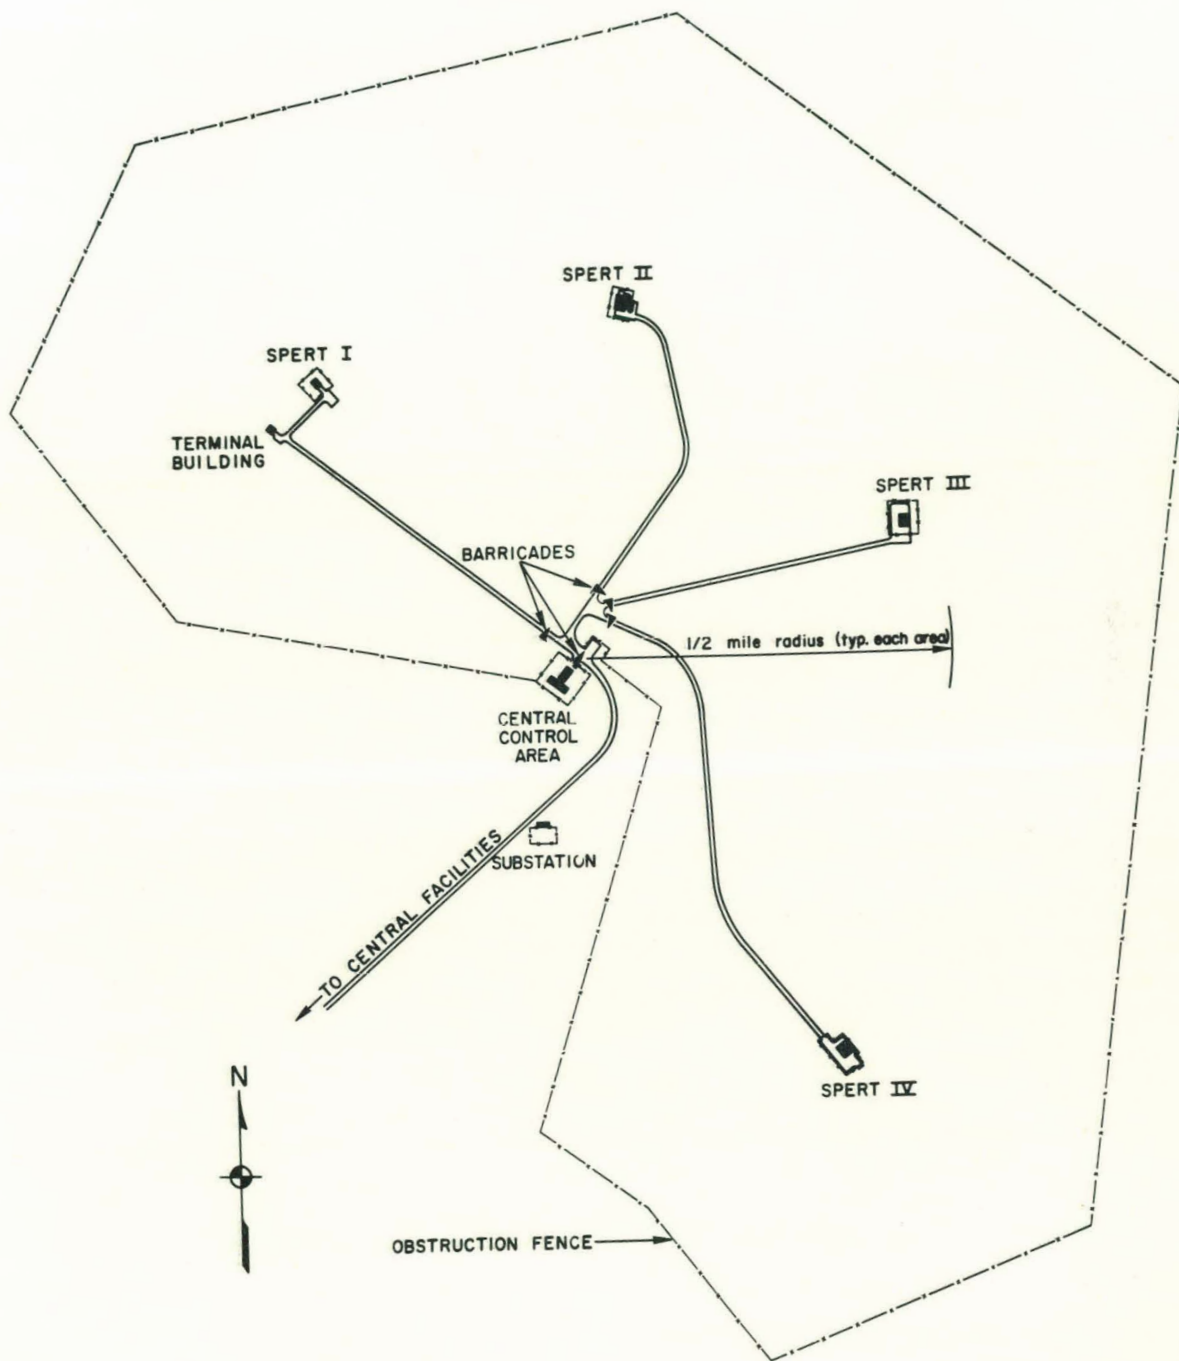 SPERT II
SPERT I
TERMINAL
BUILDING
SPERT III
BARRICADES
1/2 mile radius (typ. each area)
CENTRAL
CONTROL
AREA
SUBSTATION
TO CENTRAL FACILITIES
N
SPERT IV
OBSTRUCTION FENCE